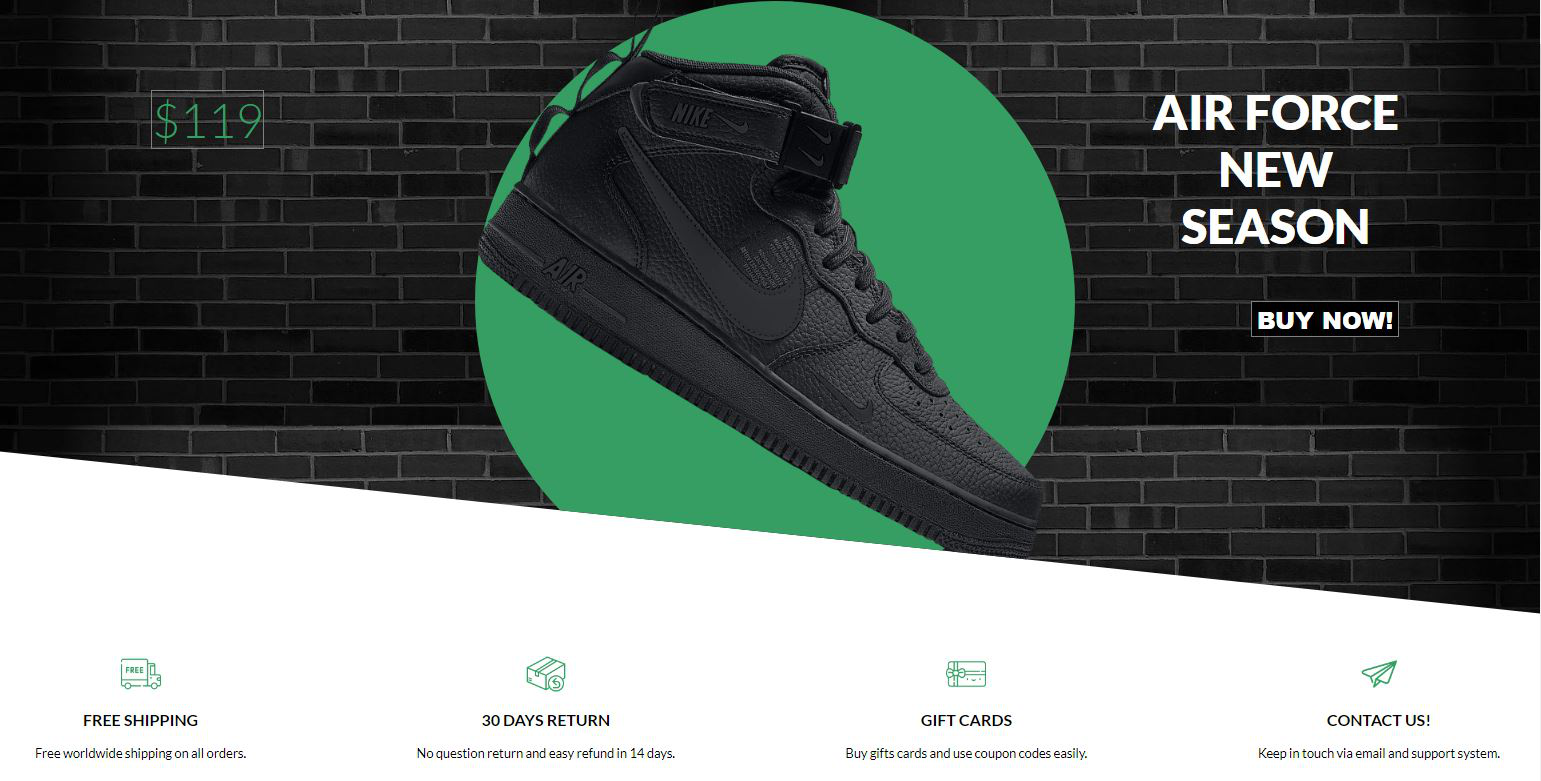 $119
NIKE
AIR
AIR FORCE
NEW
SEASON
BUY NOW!
FREE
FREE SHIPPING
Free worldwide shipping on all orders.
30 DAYS RETURN
No question return and easy refund in 14 days.
GIFT CARDS
Buy gifts cards and use coupon codes easily.
CONTACT US!
Keep in touch via email and support system.